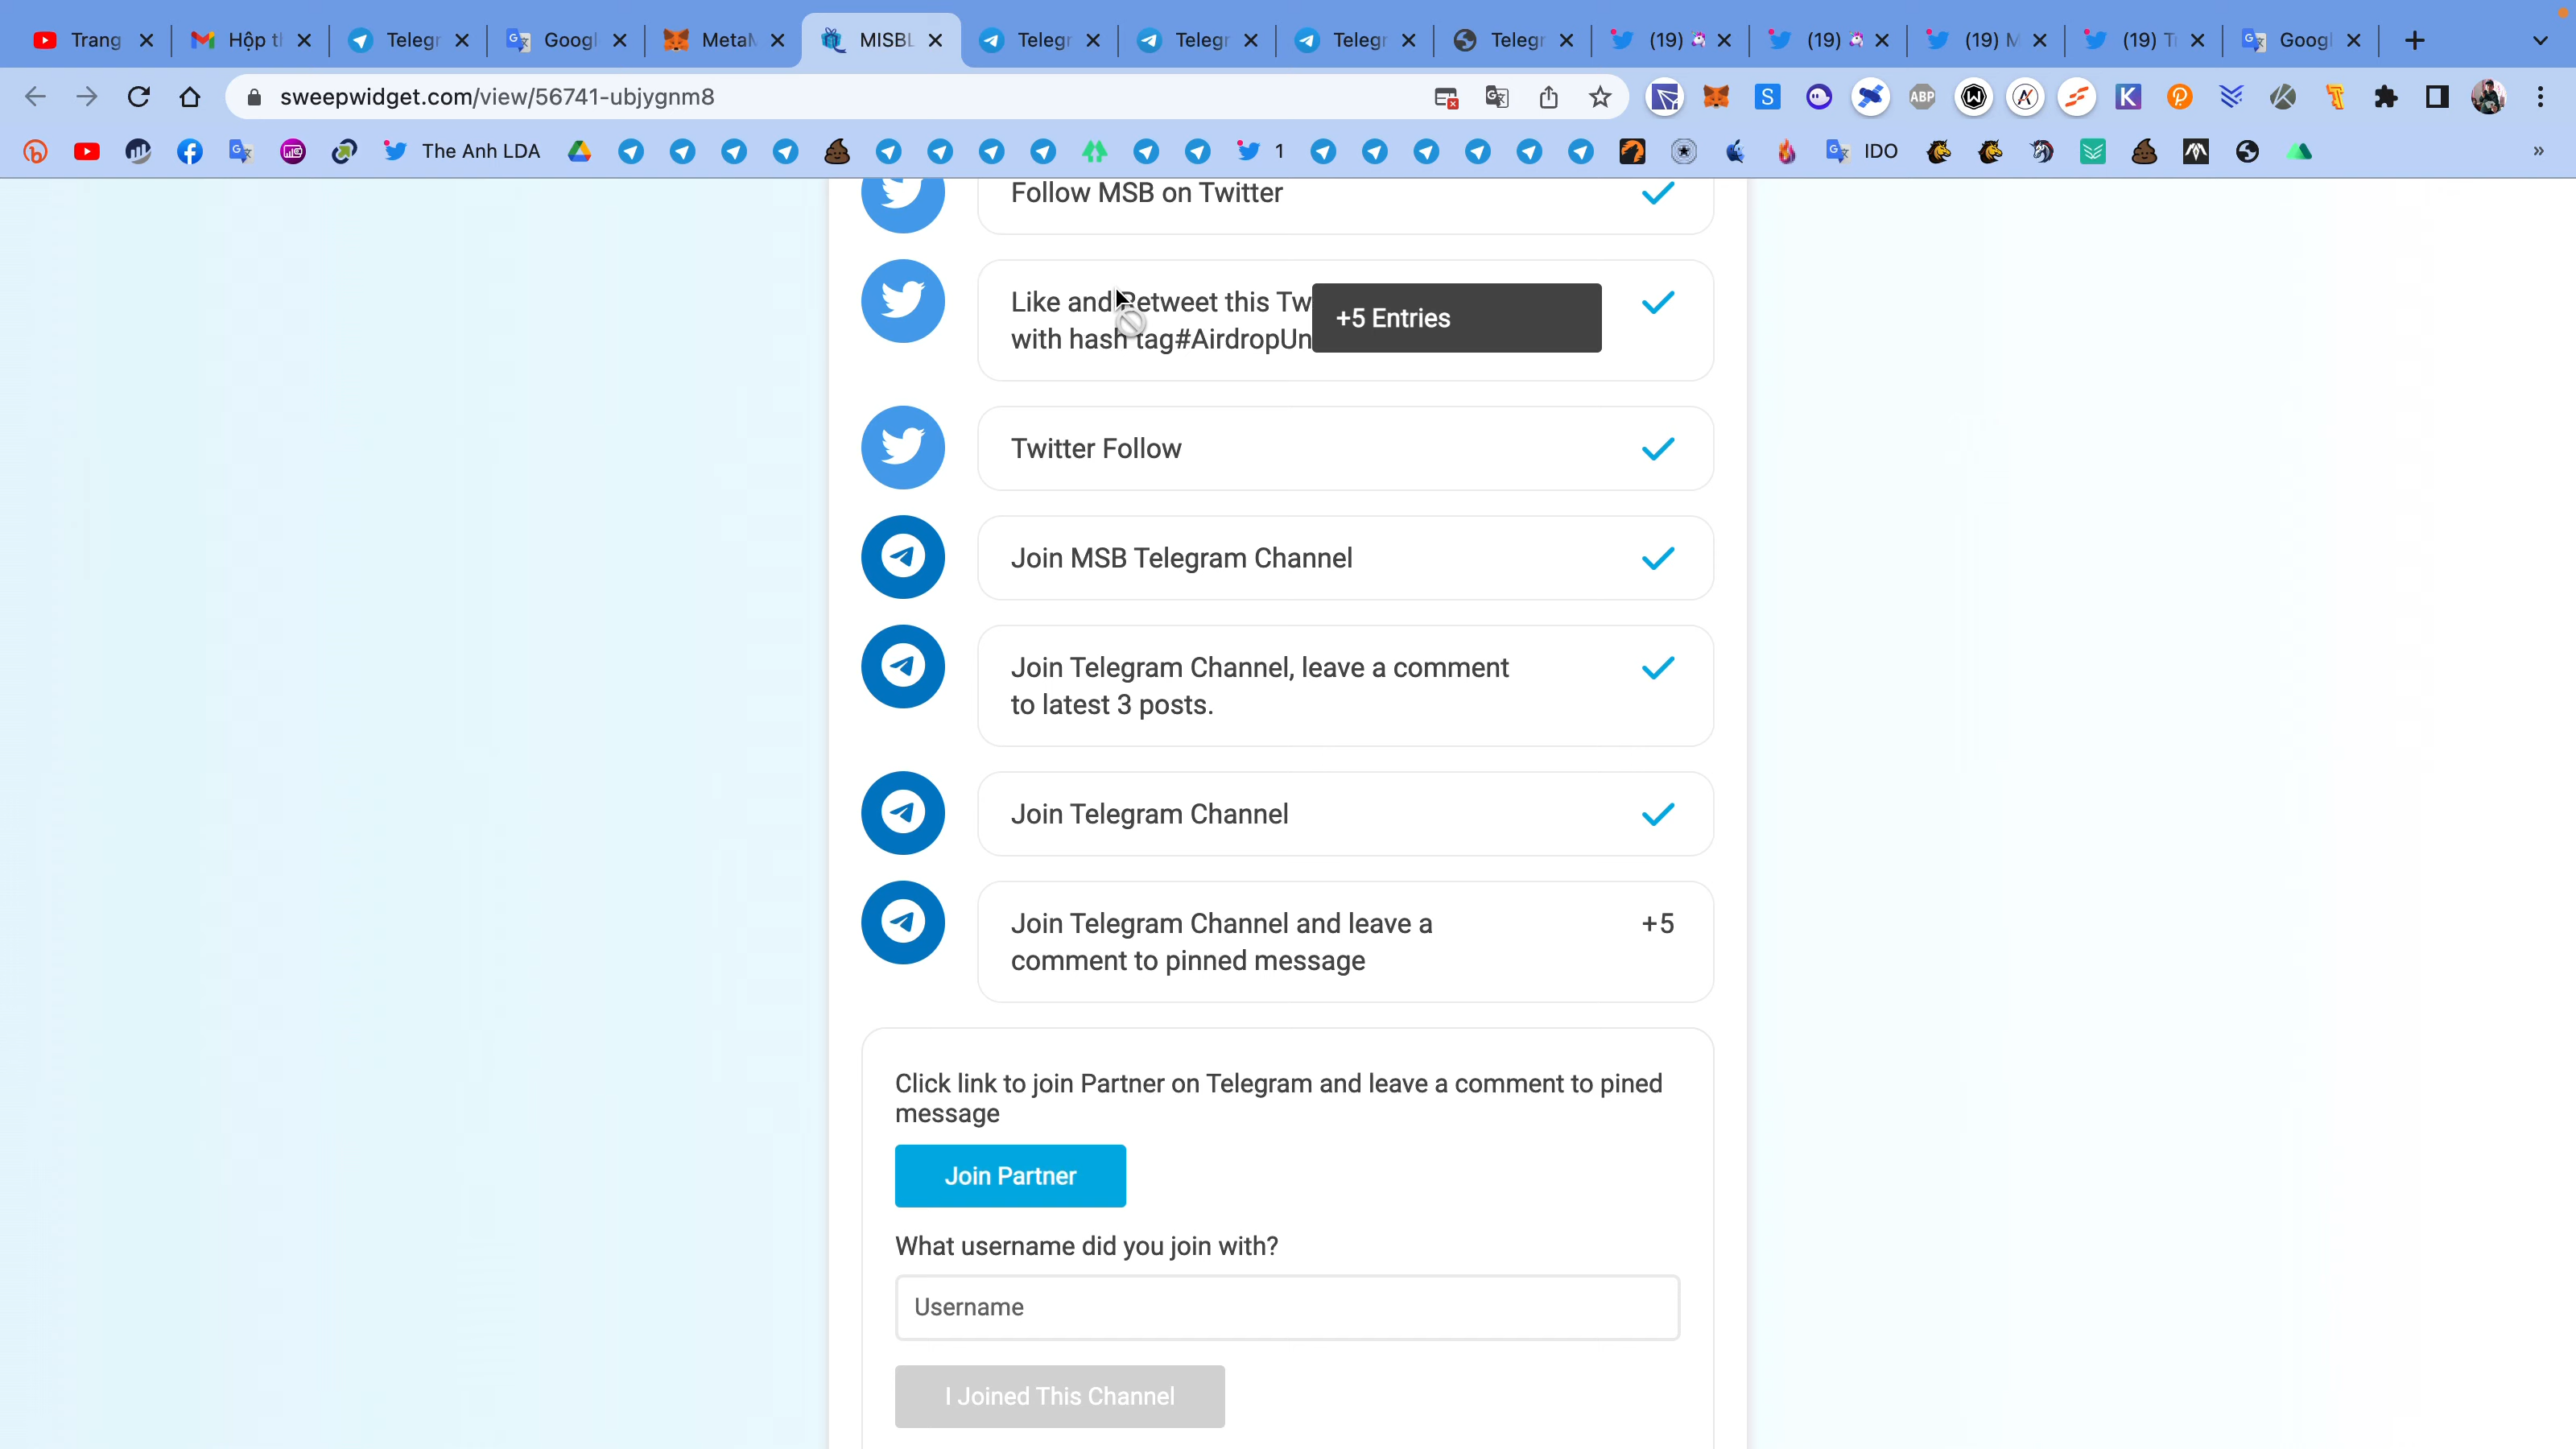 Trang
Hộp t
Telegr
Googl
MetaM
MISBL
Telegr
Telegr
Telegr
Telegr
(19)
(19)
(19) M
(19) T
Googl
sweepwidget.com/view/56741-ubjygnm8
The Anh LDA
1
IDO
Follow MSB on Twitter
Like and Retweet this Tw
with hash tag#AirdropUn
+5 Entries
Twitter Follow
Join MSB Telegram Channel
Join Telegram Channel, leave a comment
to latest 3 posts.
Join Telegram Channel
Join Telegram Channel and leave a
comment to pinned message
+5
Click link to join Partner on Telegram and leave a comment to pined
message
Join Partner
What username did you join with?
Username
I Joined This Channel